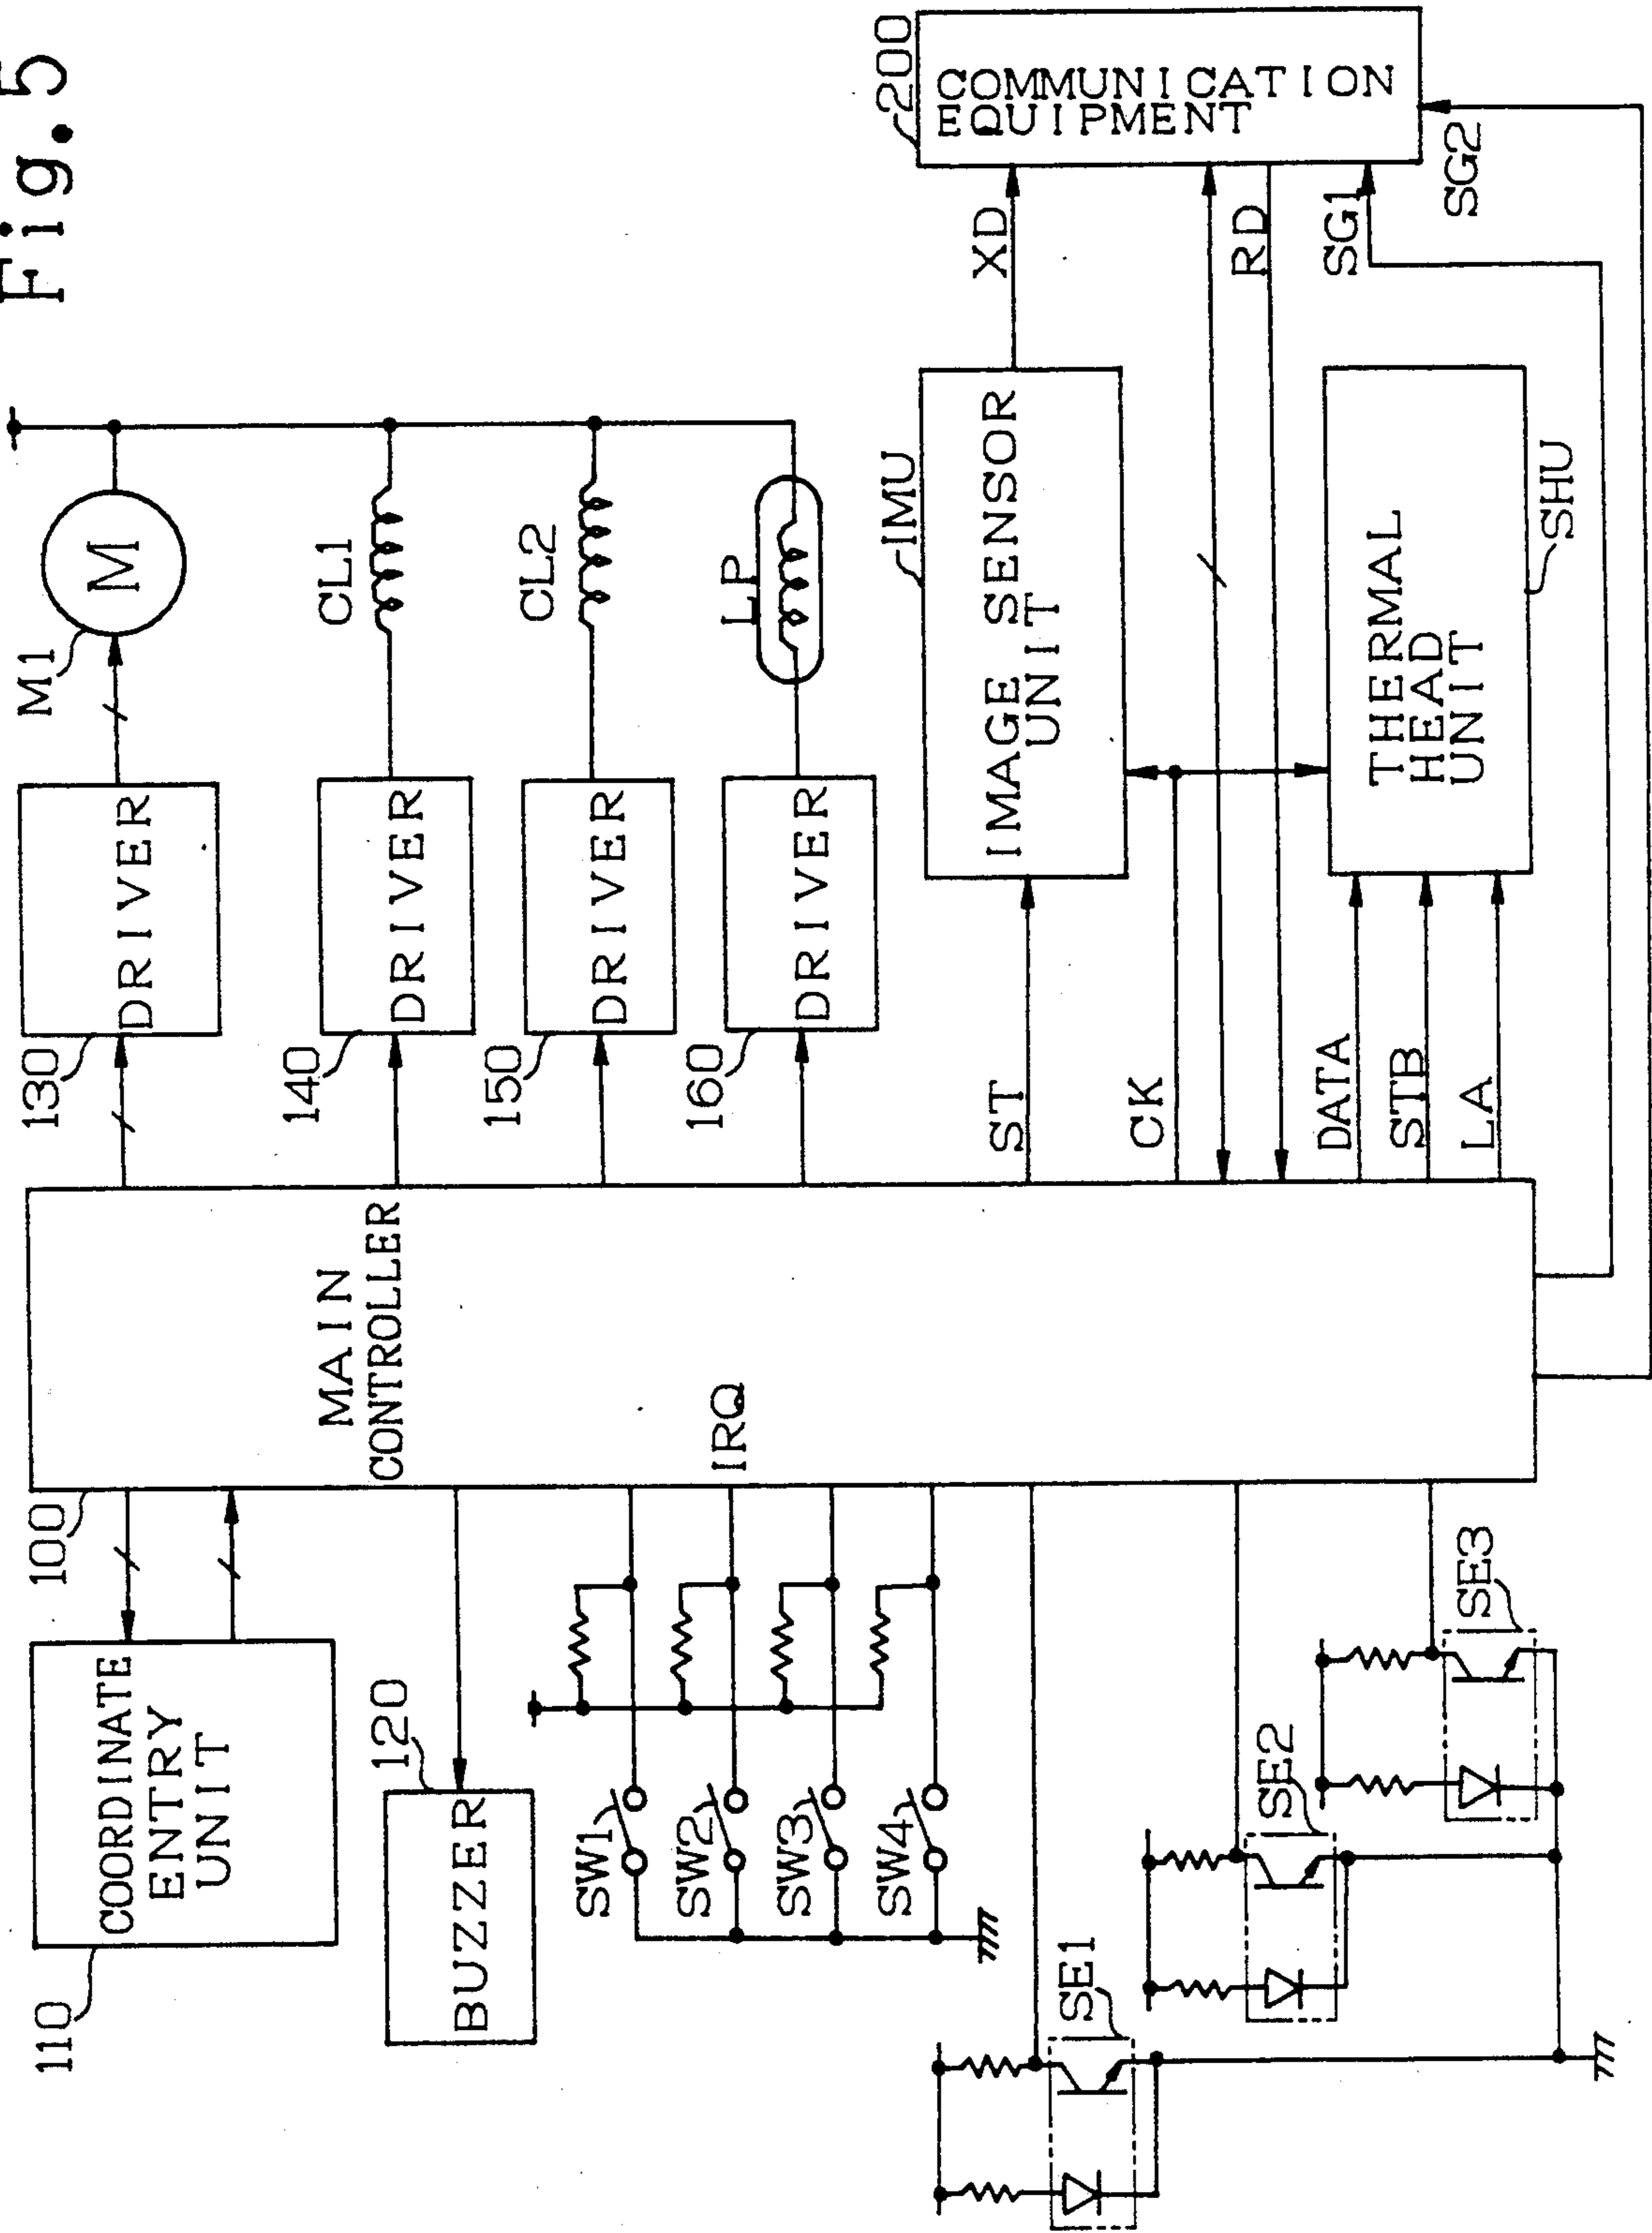 Fig.5
110
COORDINATE
ENTRY
UNIT
100
MAIN
CONTROLLER
IRQ
120
BUZZER
SW1
SW2
SW3
SW4
SE1
SE2
SE3
130
DRIVER
M1
M
140
DRIVER
CL1
150
DRIVER
CL2
160
DRIVER
LP
ST
IMU
IMAGE SENSOR
UNIT
XD
200
COMMUNICATION
EQUIPMENT
CK
RD
DATA
STB
LA
THERMAL
HEAD
UNIT
SHU
SG1
SG2